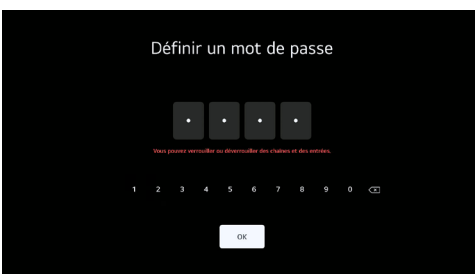 Définir un mot de passe
Vous pouvez verrouiller ou déverrouiller des chaînes et des entrées.
1 2 3 4 5 6 7 8 9 0
OK